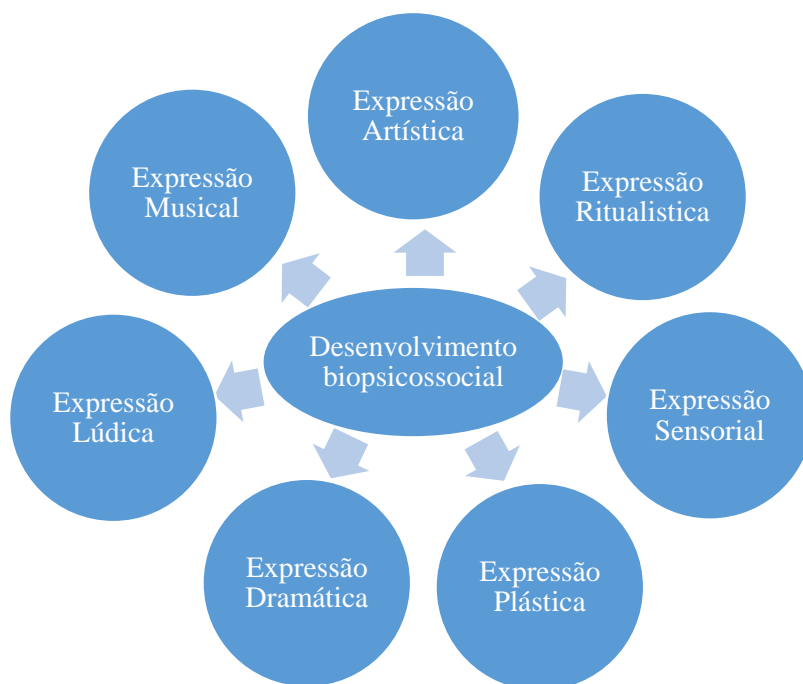 Expressão
Artística
Expressão
Musical
Expressão
Ritualistica
Desenvolvimento
biopsicossocial
Expressão
Lúdica
Expressão
Sensorial
Expressão
Dramática
Expressão
Plástica